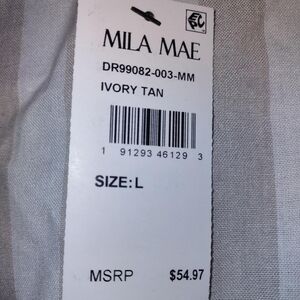 MILA MAE
DR99082-003-MM
IVORY TAN
1 91293 46129 3
SIZE: L
MSRP $54.97